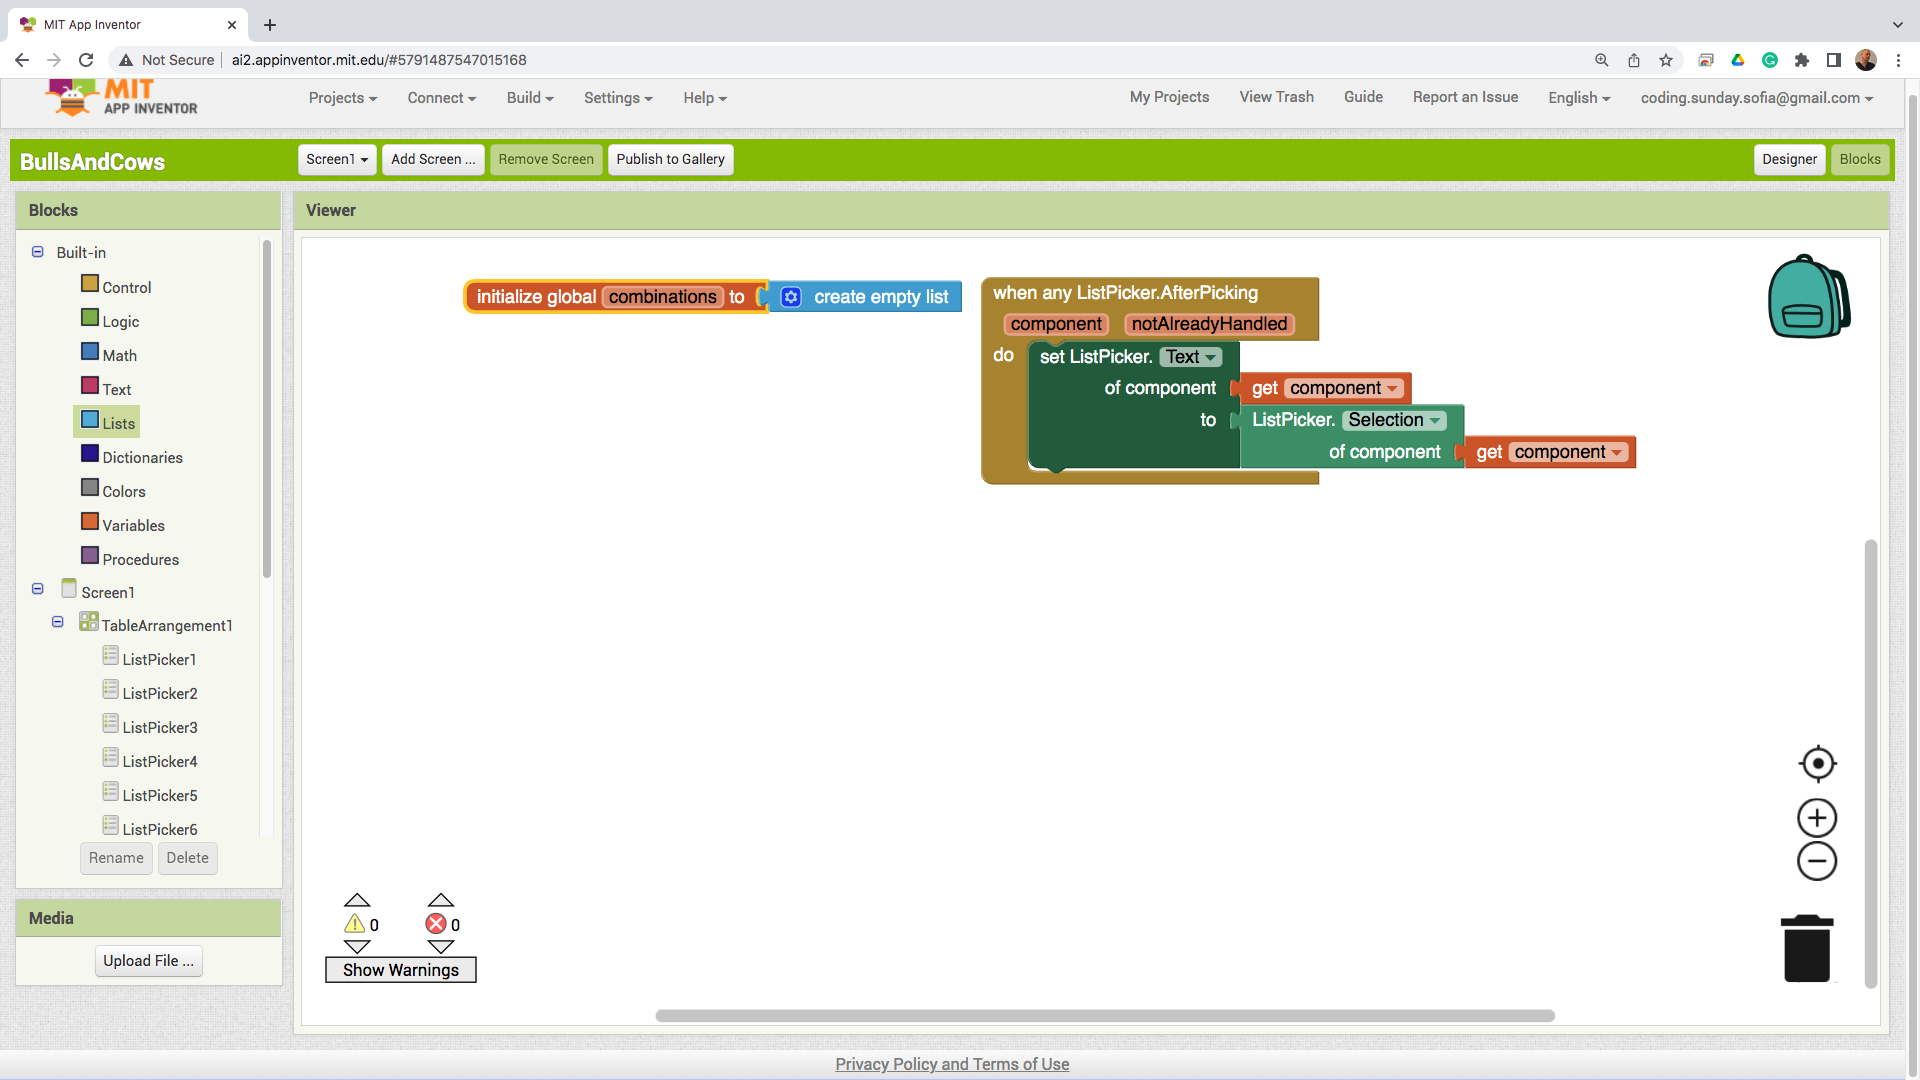 MIT App Inventor
Not Secure
ai2.appinventor.mit.edu/#5791487547015168
MIT
APP INVENTOR
Projects
Connect
Build
Settings
Help
My Projects
View Trash
Guide
Report an Issue
English
coding.sunday.sofia@gmail.com
BullsAndCows
Screen1
Add Screen ...
Remove Screen
Publish to Gallery
Designer
Blocks
Blocks
Built-in
Control
Logic
Math
Text
Lists
Dictionaries
Colors
Variables
Procedures
Screen1
TableArrangement1
ListPicker1
ListPicker2
ListPicker3
ListPicker4
ListPicker5
ListPicker6
Rename
Delete
Media
Upload File ...
Viewer
initialize global combinations to create empty list
when any ListPicker.AfterPicking
component notAlreadyHandled
do set ListPicker. Text
of component get component
to ListPicker. Selection
of component get component
0
0
Show Warnings
Privacy Policy and Terms of Use